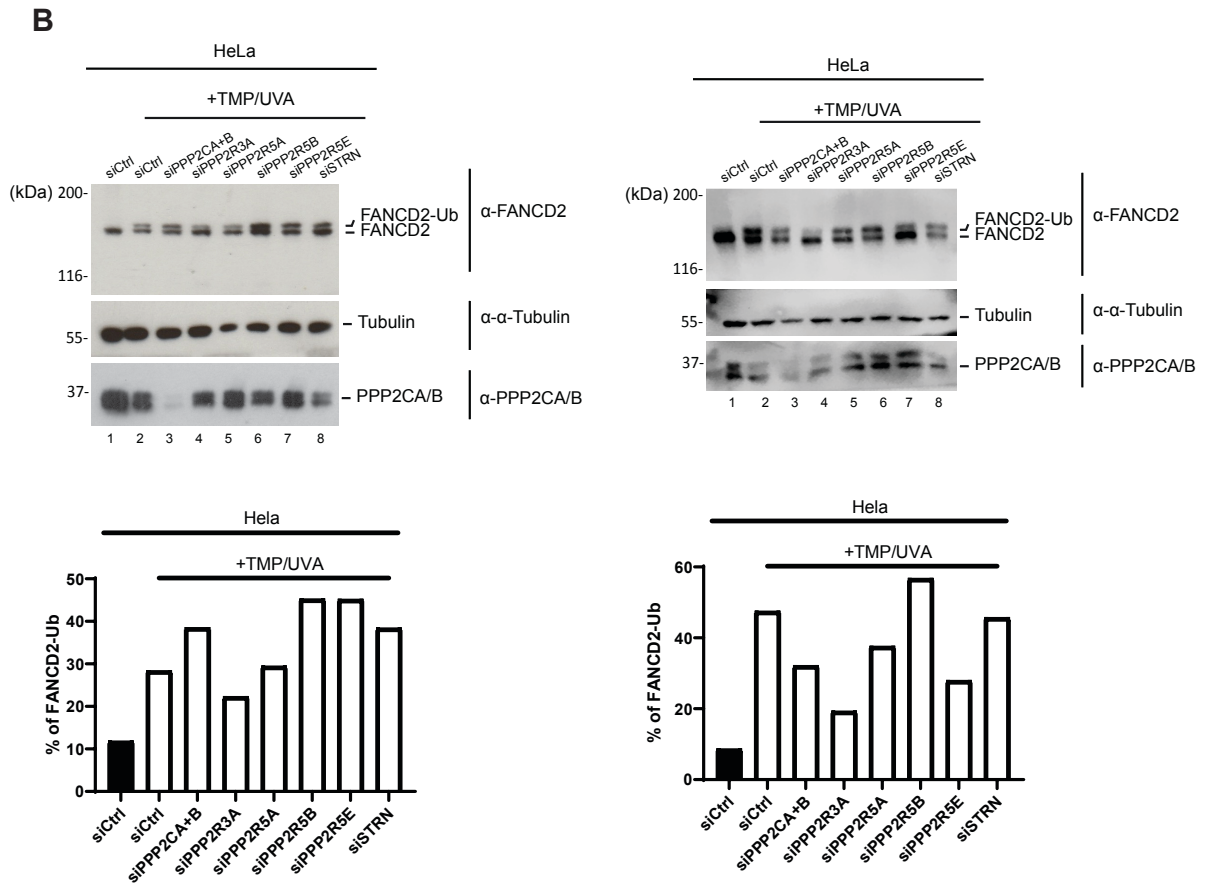 B
HeLa
+TMP/UVA
siCtrl siCtrl siPPP2CA+B siPPP2R3A siPPP2R5A siPPP2R5B siPPP2R5E siSTRN
(kDa) 200-
FANCD2-Ub
FANCD2
α-FANCD2
116-
Tubulin
α-α-Tubulin
55-
37-
PPP2CA/B
α-PPP2CA/B
1 2 3 4 5 6 7 8
HeLa
+TMP/UVA
siCtrl siCtrl siPPP2CA+B siPPP2R3A siPPP2R5A siPPP2R5B siPPP2R5E siSTRN
(kDa) 200-
FANCD2-Ub
FANCD2
α-FANCD2
116-
Tubulin
α-α-Tubulin
55-
37-
PPP2CA/B
α-PPP2CA/B
1 2 3 4 5 6 7 8
Hela
+TMP/UVA
% of FANCD2-Ub
50
40
30
20
10
0
siCtrl siCtrl siPPP2CA+B siPPP2R3A siPPP2R5A siPPP2R5B siPPP2R5E siSTRN
Hela
+TMP/UVA
% of FANCD2-Ub
60
40
20
0
siCtrl siCtrl siPPP2CA+B siPPP2R3A siPPP2R5A siPPP2R5B siPPP2R5E siSTRN